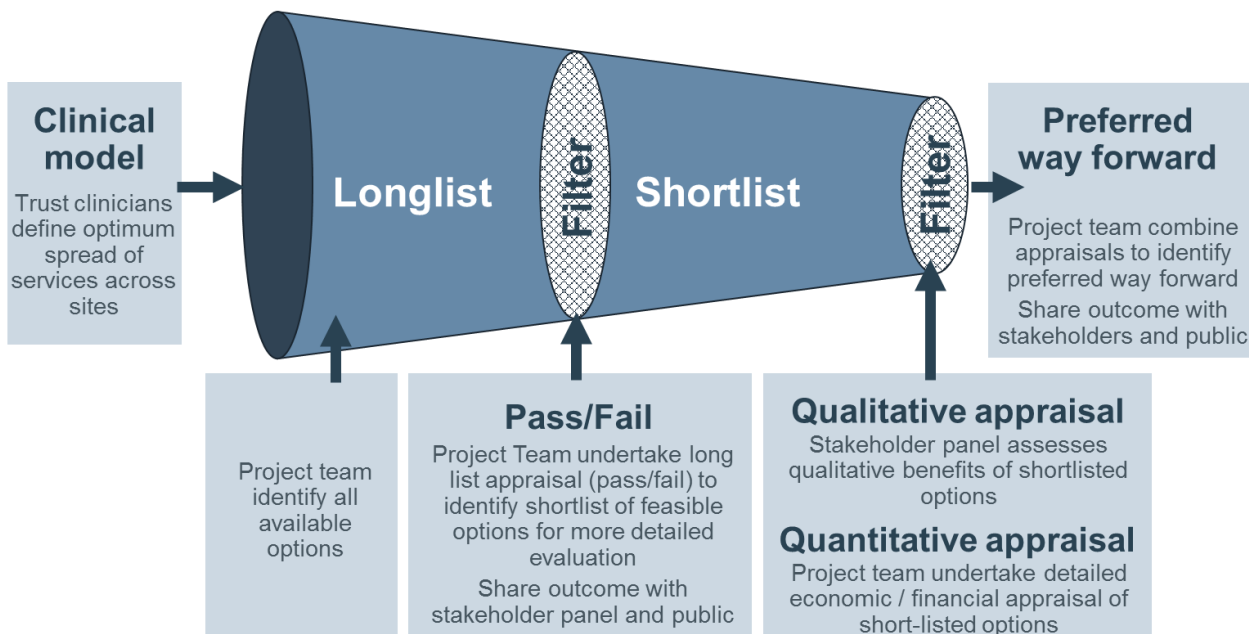 Clinical
model
Trust clinicians
define optimum
spread of
services across
sites
Longlist
Filter
Shortlist
Filter
Preferred
way forward
Project team combine
appraisals to identify
preferred way forward
Share outcome with
stakeholders and public
Project team
identify all
available
options
Pass/Fail
Project Team undertake long
list appraisal (pass/fail) to
identify shortlist of feasible
options for more detailed
evaluation
Share outcome with
stakeholder panel and public
Qualitative appraisal
Stakeholder panel assesses
qualitative benefits of shortlisted
options
Quantitative appraisal
Project team undertake detailed
economic / financial appraisal of
short-listed options